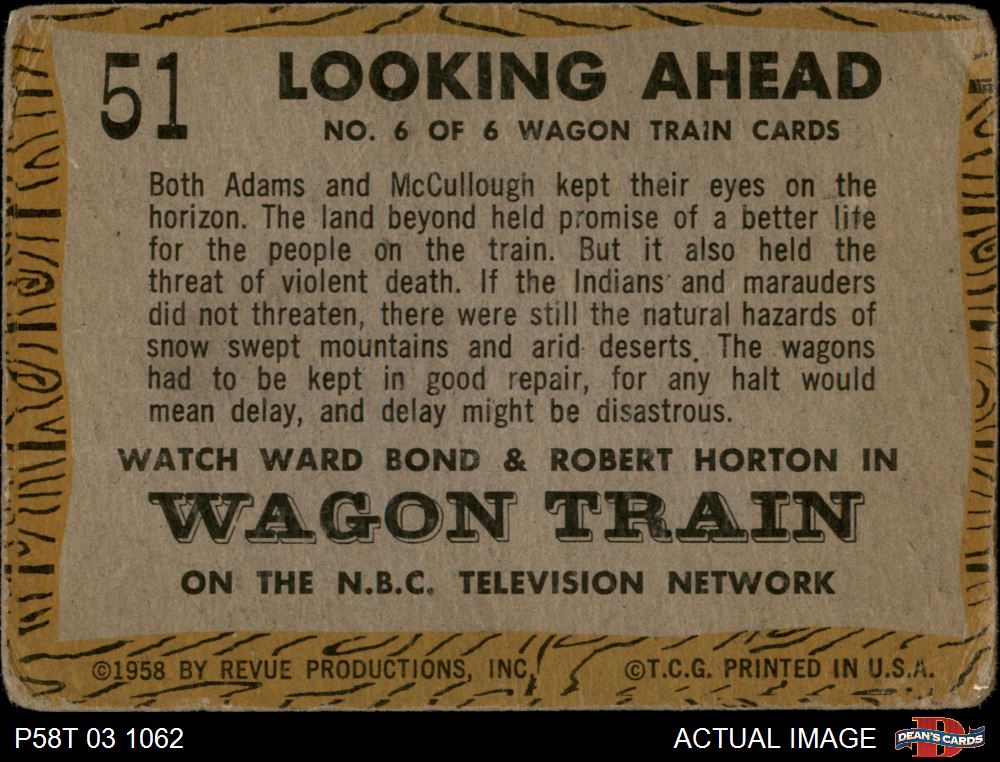 51
LOOKING AHEAD
NO. 6 OF 6 WAGON TRAIN CARDS
Both Adams and McCullough kept their eyes on the
horizon. The land beyond held promise of a better life
for the people on the train. But it also held the
threat of violent death. If the Indians and marauders
did not threaten, there were still the natural hazards of
snow swept mountains and arid deserts. The wagons
had to be kept in good repair, for any halt would
mean delay, and delay might be disastrous.
WATCH WARD BOND & ROBERT HORTON IN
WAGON TRAIN
ON THE N.B.C. TELEVISION NETWORK
©1958 BY REVUE PRODUCTIONS, INC. ©T.C.G. PRINTED IN U.S.A.
P58T 03 1062 ACTUAL IMAGE DEAN'S CARDS